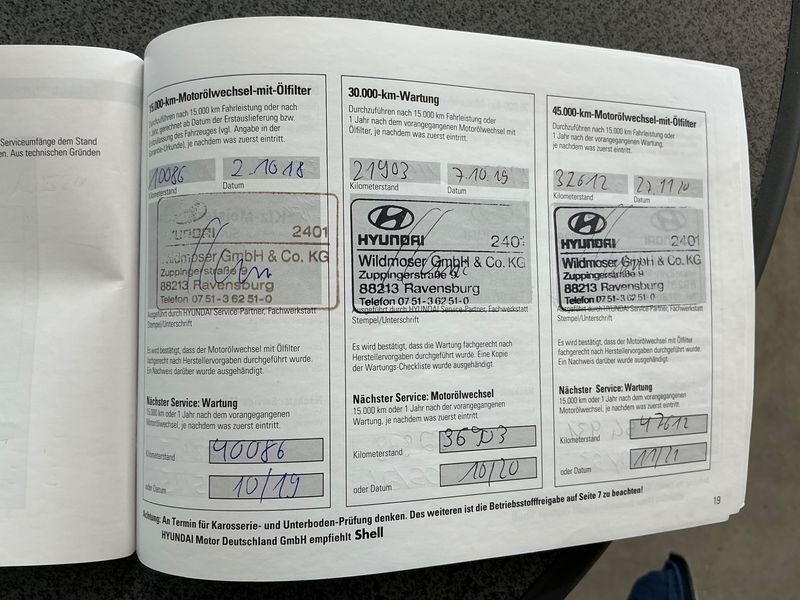 Serviceumfänge dem Stand
en. Aus technischen Gründen
15.000-km-Motorölwechsel-mit-Ölfilter
Durchzuführen nach 15.000 km Fahrleistung oder nach
1 Jahr, gerechnet ab Datum der Erstauslieferung bzw.
Erstzulassung des Fahrzeuges (vgl. Angabe in der
Garantie-Urkunde), je nachdem was zuerst eintritt.
10086 2.10.18
Kilometerstand Datum
HYUNDAI 2401
Wildmoser GmbH & Co. KG
Zuppingerstraße 9
88213 Ravensburg
Telefon 07 51-3 62 51-0
Ausgeführt durch HYUNDAI Service-Partner, Fachwerkstatt
Stempel/Unterschrift
Es wird bestätigt, dass der Motorölwechsel mit Ölfilter
fachgerecht nach Herstellervorgaben durchgeführt wurde.
Ein Nachweis darüber wurde ausgehändigt.
Nächster Service: Wartung
15.000 km oder 1 Jahr nach dem vorangegangenen
Motorölwechsel, je nachdem was zuerst eintritt.
Kilometerstand 40086
oder Datum 10/19
30.000-km-Wartung
Durchzuführen nach 15.000 km Fahrleistung oder
1 Jahr nach dem vorangegangenen Motorölwechsel mit
Ölfilter, je nachdem was zuerst eintritt.
21903 7.10.19
Kilometerstand Datum
HYUNDAI 2401
Wildmoser GmbH & Co. KG
Zuppingerstraße 9
88213 Ravensburg
Telefon 07 51-3 62 51-0
Ausgeführt durch HYUNDAI Service-Partner, Fachwerkstatt
Stempel/Unterschrift
Es wird bestätigt, dass die Wartung fachgerecht nach
Herstellervorgaben durchgeführt wurde. Eine Kopie
der Wartungs-Checkliste wurde ausgehändigt.
Nächster Service: Motorölwechsel
15.000 km oder 1 Jahr nach der vorangegangenen
Wartung, je nachdem was zuerst eintritt.
Kilometerstand
oder Datum 10/20
45.000-km-Motorölwechsel-mit-Ölfilter
Durchzuführen nach 15.000 km Fahrleistung oder
1 Jahr nach der vorangegangenen Wartung,
je nachdem was zuerst eintritt.
32612 27.11.20
Kilometerstand Datum
HYUNDAI 2401
Wildmoser GmbH & Co. KG
Zuppingerstraße 9
88213 Ravensburg
Telefon 07 51-3 62 51-0
Ausgeführt durch HYUNDAI Service-Partner, Fachwerkstatt
Stempel/Unterschrift
Es wird bestätigt, dass der Motorölwechsel mit Ölfilter
fachgerecht nach Herstellervorgaben durchgeführt wurde.
Ein Nachweis darüber wurde ausgehändigt.
Nächster Service: Wartung
15.000 km oder 1 Jahr nach dem vorangegangenen
Motorölwechsel, je nachdem was zuerst eintritt.
Kilometerstand 47612
oder Datum 11/21
Achtung: An Termin für Karosserie- und Unterboden-Prüfung denken. Des weiteren ist die Betriebsstofffreigabe auf Seite 7 zu beachten!
HYUNDAI Motor Deutschland GmbH empfiehlt Shell
19